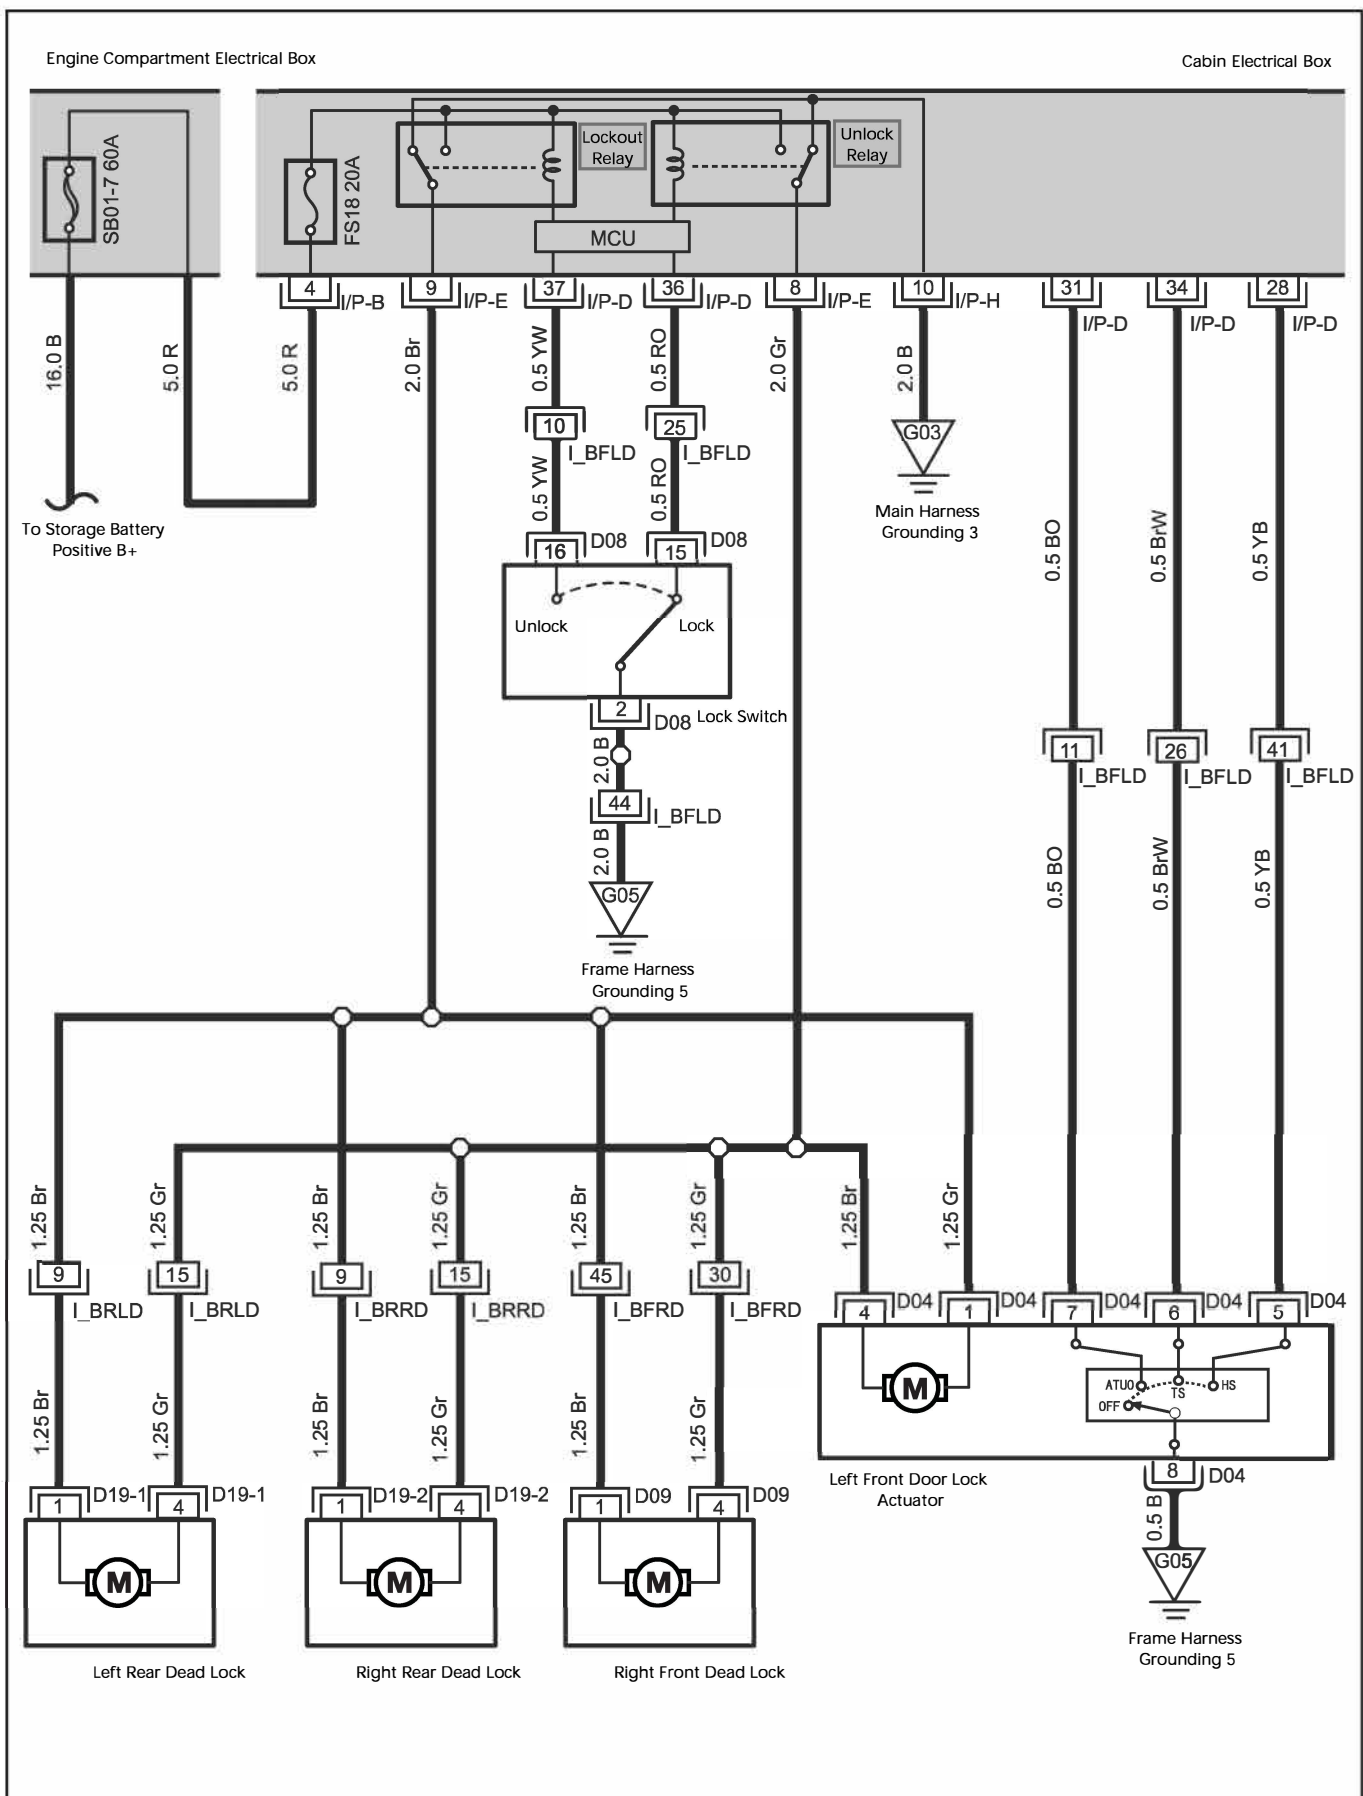 Engine Compartment Electrical Box
Cabin Electrical Box
SB01-7 60A
FS18 20A
Lockout
Relay
Unlock
Relay
MCU
4
I/P-B
9
I/P-E
37
I/P-D
36
I/P-D
8
I/P-E
10
I/P-H
31
I/P-D
34
I/P-D
28
I/P-D
16.0 B
5.0 R
5.0 R
2.0 Br
0.5 YW
0.5 RO
2.0 Gr
2.0 B
10
I_BFLD
25
I_BFLD
G03
Main Harness
Grounding 3
To Storage Battery
Positive B+
0.5 YW
0.5 RO
0.5 BO
0.5 BrW
0.5 YB
16
D08
15
D08
Unlock
Lock
2
D08
Lock Switch
2.0 B
44
I_BFLD
2.0 B
G05
Frame Harness
Grounding 5
11
I_BFLD
26
I_BFLD
41
I_BFLD
0.5 BO
0.5 BrW
0.5 YB
1.25 Br
1.25 Gr
1.25 Br
1.25 Gr
1.25 Br
1.25 Gr
1.25 Br
1.25 Gr
9
I_BRLD
15
I_BRLD
9
I_BRRD
15
I_BRRD
45
I_BFRD
30
I_BFRD
4
D04
1
D04
7
D04
6
D04
5
D04
M
ATUO
TS
HS
OFF
1.25 Br
1.25 Gr
1.25 Br
1.25 Gr
1.25 Br
1.25 Gr
Left Front Door Lock
Actuator
8
D04
0.5 B
G05
Frame Harness
Grounding 5
1
D19-1
4
D19-1
1
D19-2
4
D19-2
1
D09
4
D09
M
M
M
Left Rear Dead Lock
Right Rear Dead Lock
Right Front Dead Lock